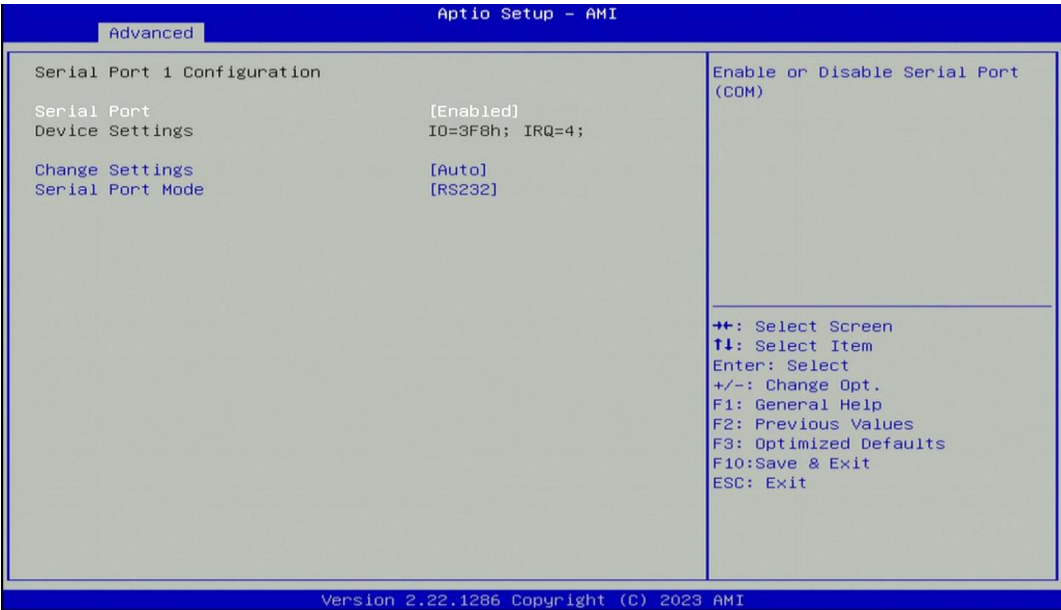 Aptio Setup – AMI
Advanced
Serial Port 1 Configuration
Serial Port [Enabled]
Device Settings IO=3F8h; IRQ=4;
Change Settings [Auto]
Serial Port Mode [RS232]
Enable or Disable Serial Port
(COM)
→←: Select Screen
↑↓: Select Item
Enter: Select
+/-: Change Opt.
F1: General Help
F2: Previous Values
F3: Optimized Defaults
F10:Save & Exit
ESC: Exit
Version 2.22.1286 Copyright (C) 2023 AMI